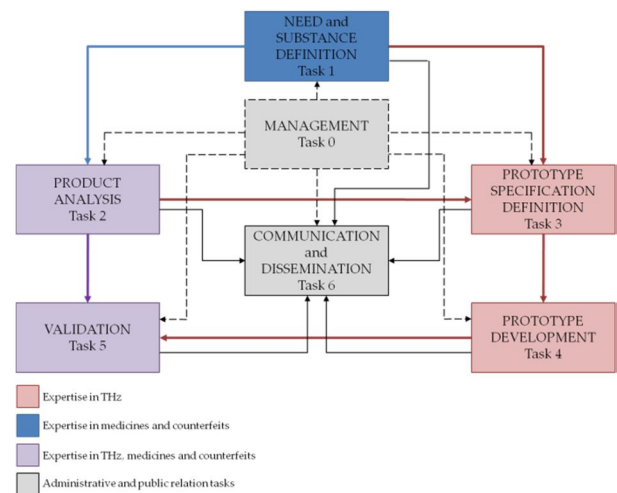 NEED and
SUBSTANCE
DEFINITION
Task 1
MANAGEMENT
Task 0
PRODUCT
ANALYSIS
Task 2
PROTOTYPE
SPECIFICATION
DEFINITION
Task 3
COMMUNICATION
and
DISSEMINATION
Task 6
VALIDATION
Task 5
PROTOTYPE
DEVELOPMENT
Task 4
Expertise in THz
Expertise in medicines and counterfeits
Expertise in THz, medicines and counterfeits
Administrative and public relation tasks